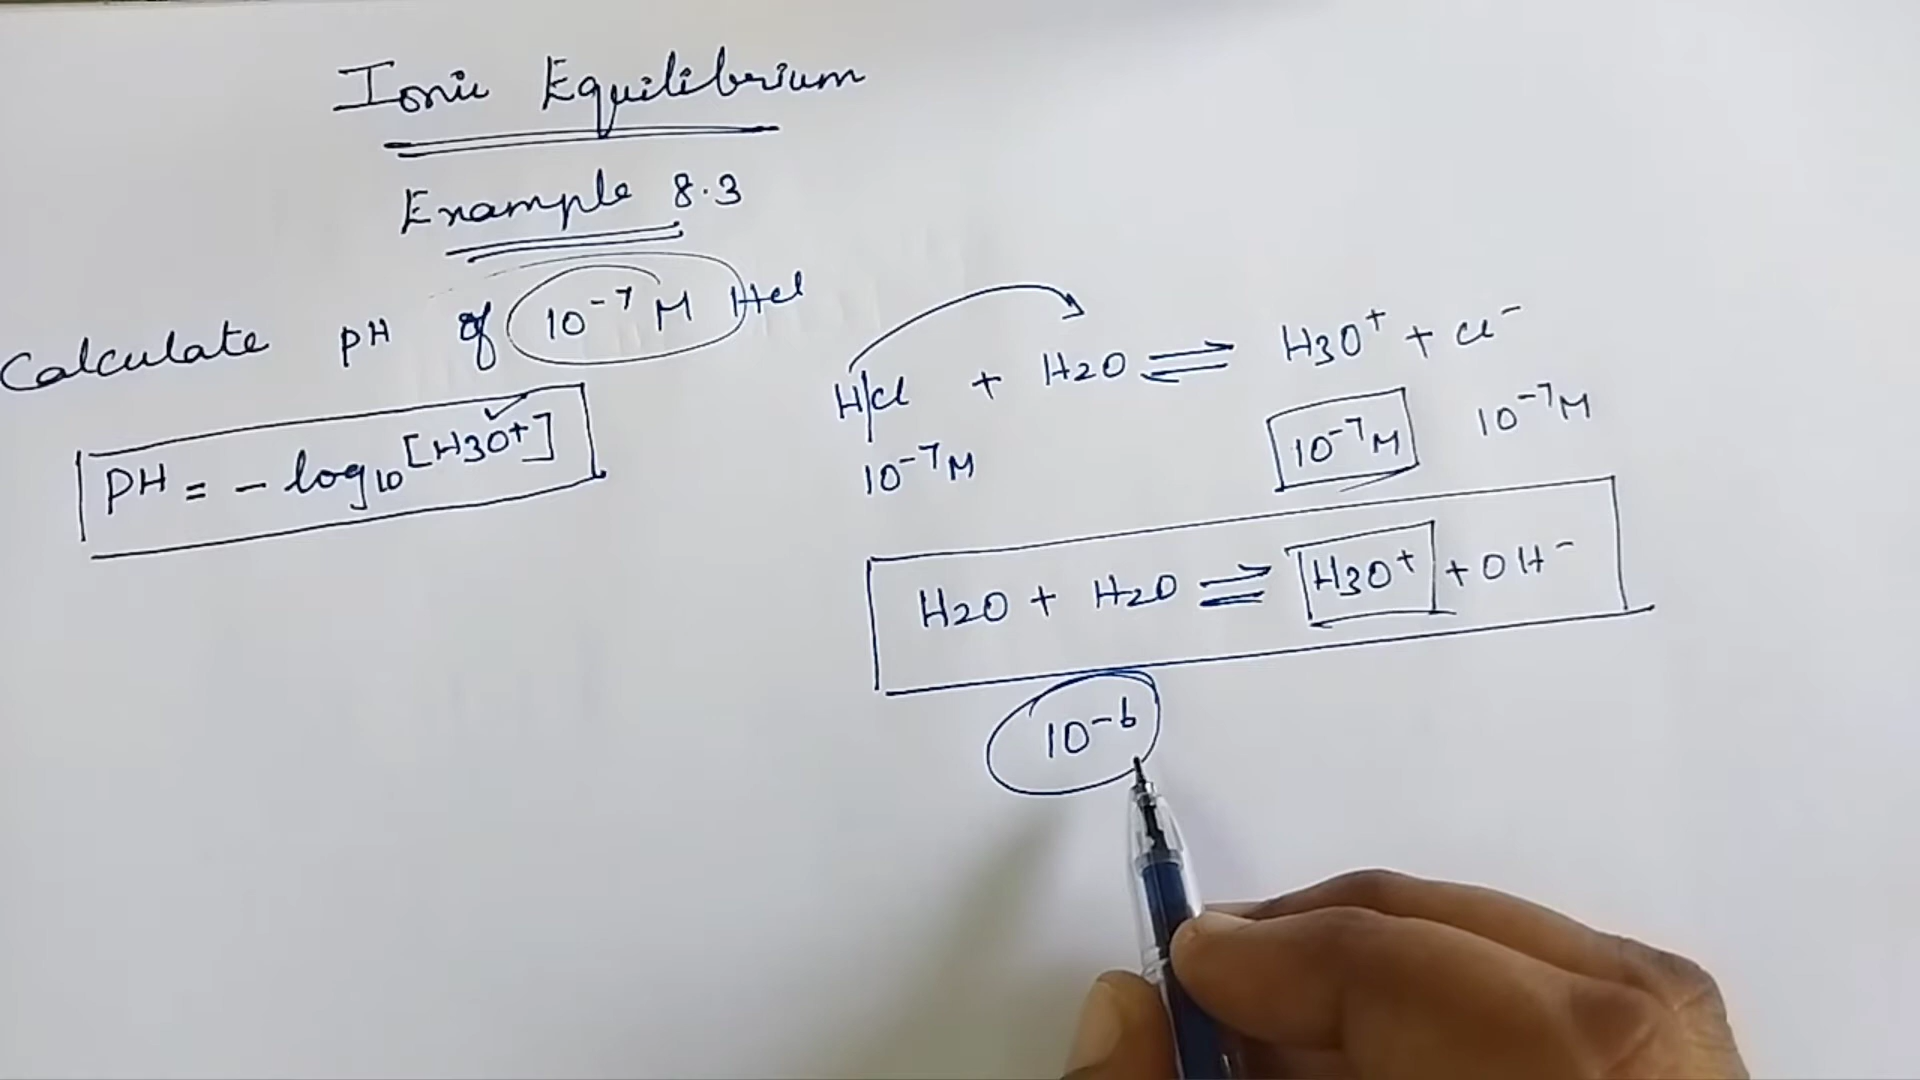 Ionic Equilibrium
Example 8.3
Calculate pH of 10⁻⁷ M HCl
PH = - log₁₀ [H3O+]
H/Cl + H2O ⇌ H3O⁺ + Cl⁻
10⁻⁷M 10⁻⁷M 10⁻⁷M
H2O + H2O ⇌ H3O⁺ + OH⁻
10⁻⁶